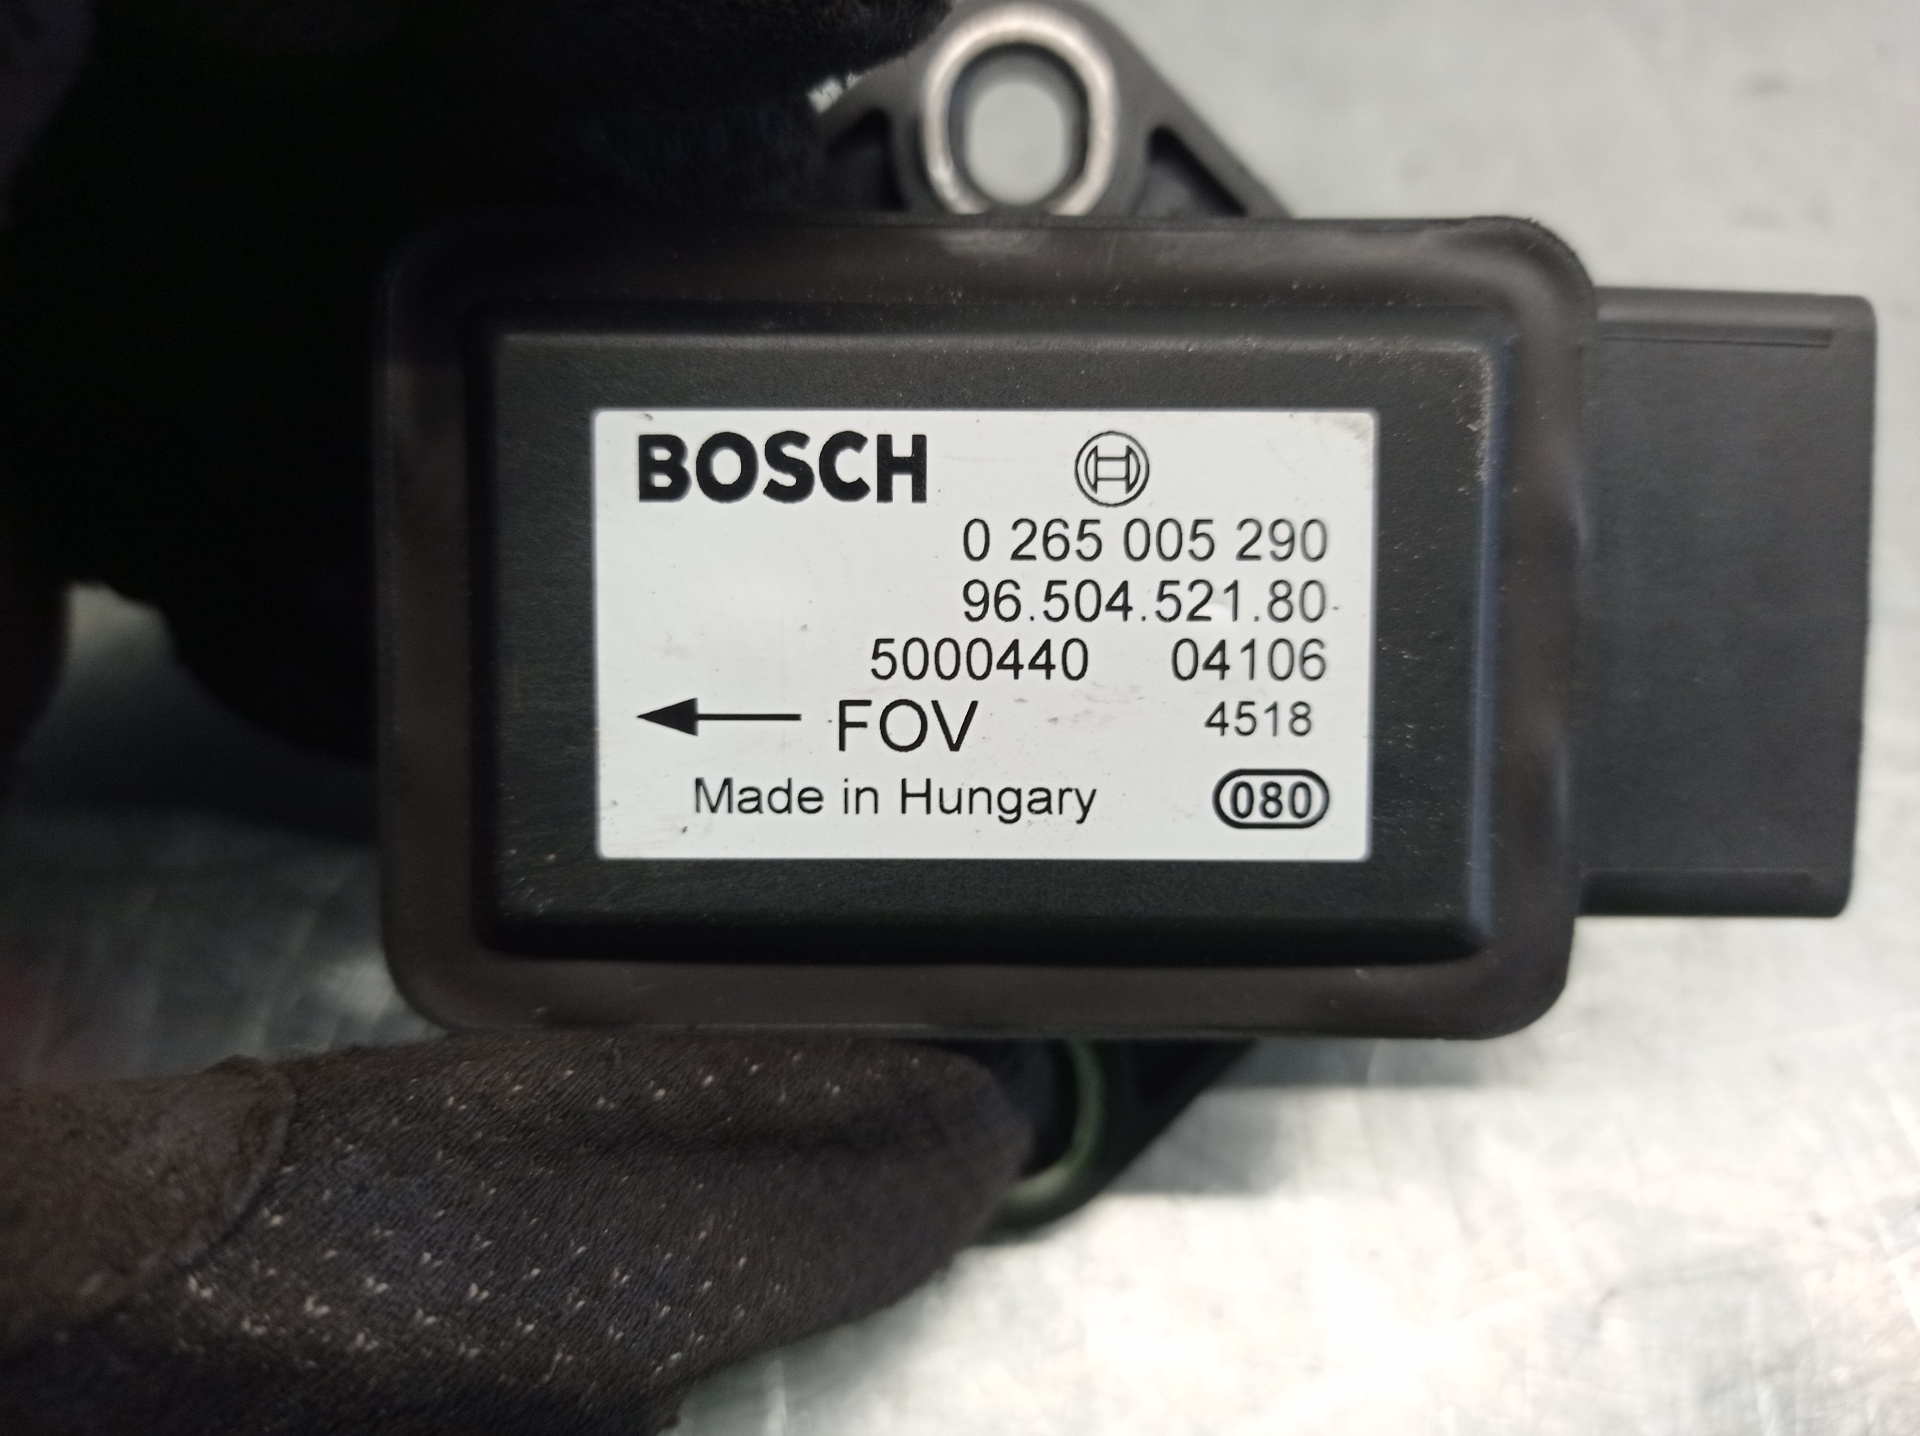 BOSCH
0 265 005 290
96.504.521.80
5000440 04106
FOV 4518
Made in Hungary 080